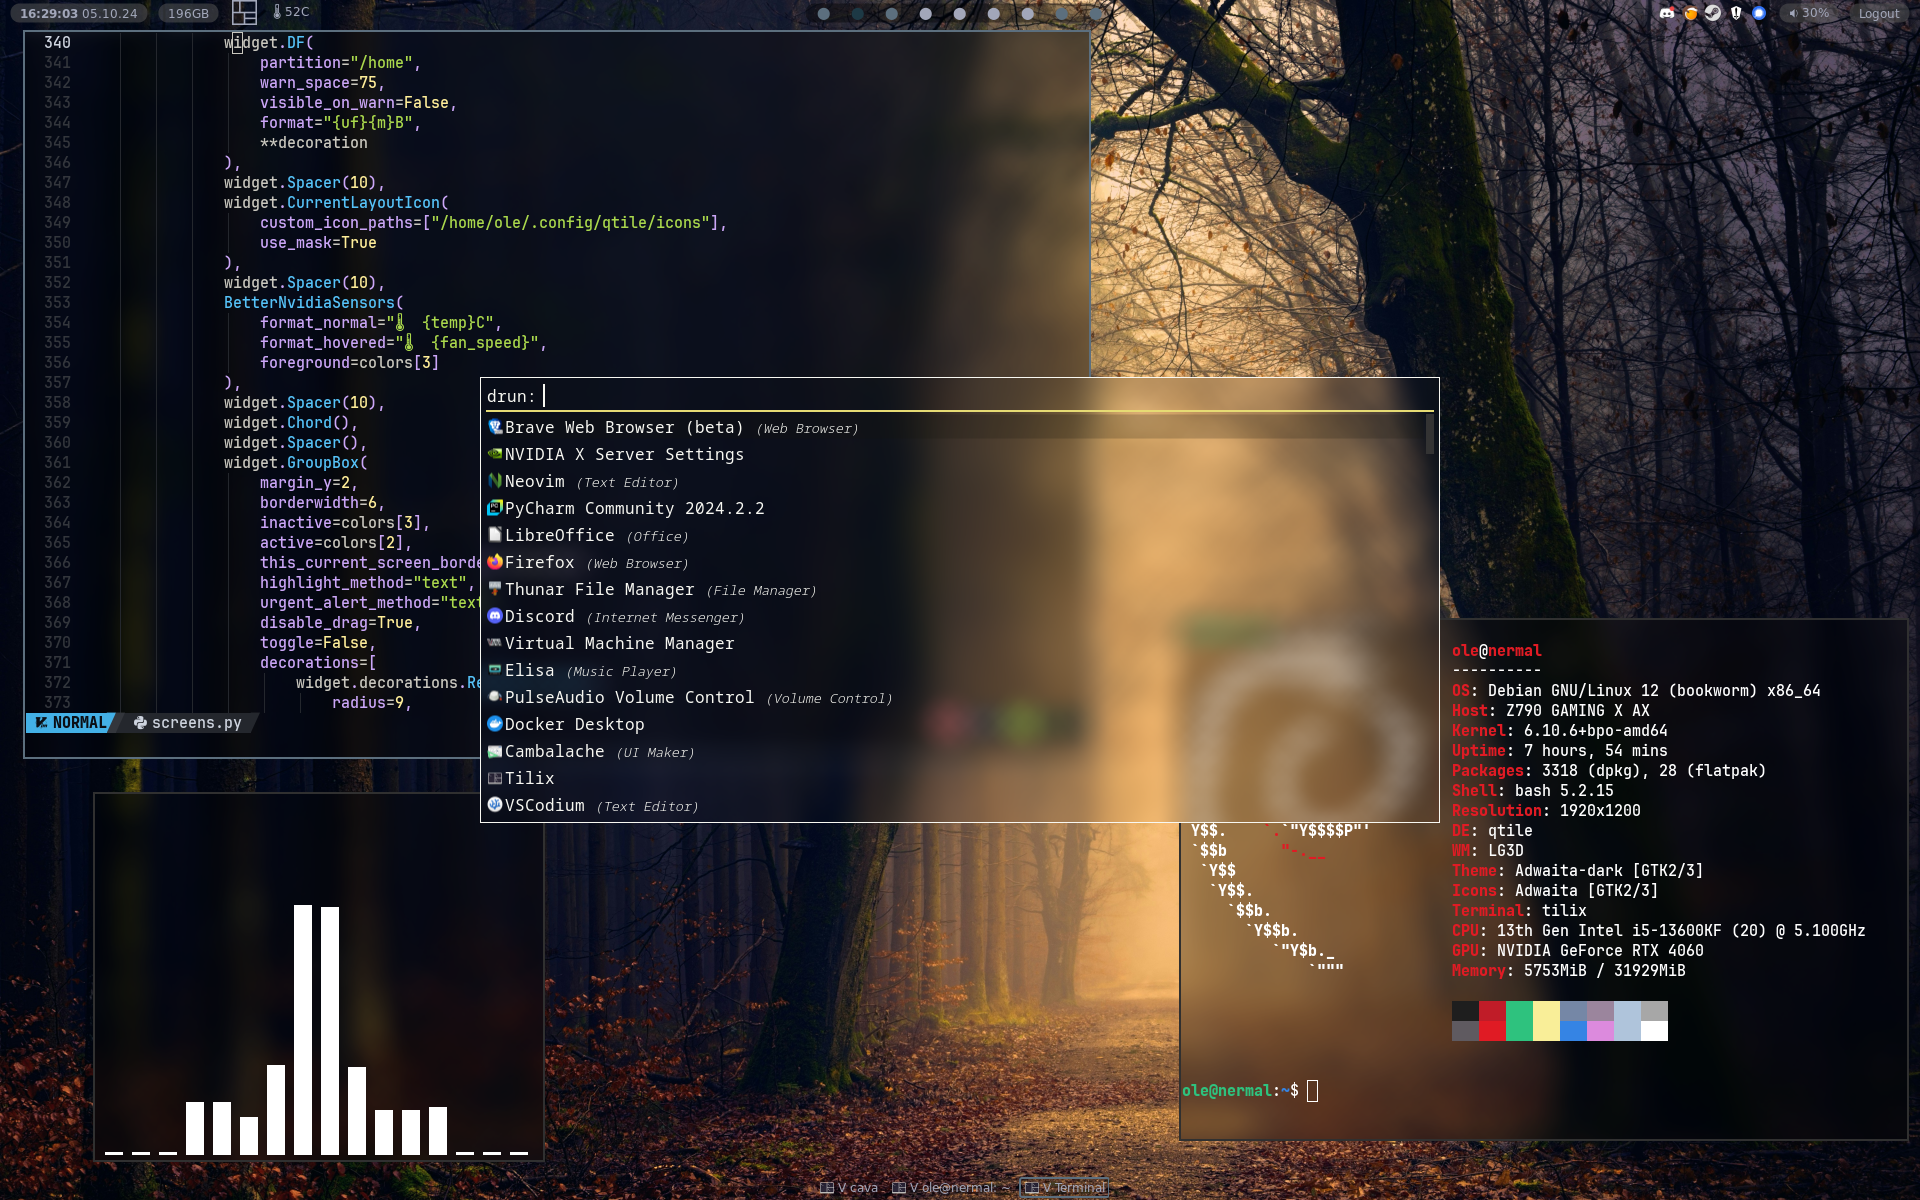 16:29:03 05.10.24
196GB
52C
30%
Logout
340 widget.DF(
341 partition="/home",
342 warn_space=75,
343 visible_on_warn=False,
344 format="{uf}{m}B",
345 **decoration
346 ),
347 widget.Spacer(10),
348 widget.CurrentLayoutIcon(
349 custom_icon_paths=["/home/ole/.config/qtile/icons"],
350 use_mask=True
351 ),
352 widget.Spacer(10),
353 BetterNvidiaSensors(
354 format_normal="🌡 {temp}C",
355 format_hovered="🌡 {fan_speed}",
356 foreground=colors[3]
357 ),
358 widget.Spacer(10),
359 widget.Chord(),
360 widget.Spacer(),
361 widget.GroupBox(
362 margin_y=2,
363 borderwidth=6,
364 inactive=colors[3],
365 active=colors[2],
366 this_current_screen_borde
367 highlight_method="text",
368 urgent_alert_method="text
369 disable_drag=True,
370 toggle=False,
371 decorations=[
372 widget.decorations.Re
373 radius=9,
NORMAL screens.py
drun:
Brave Web Browser (beta) (Web Browser)
NVIDIA X Server Settings
Neovim (Text Editor)
PyCharm Community 2024.2.2
LibreOffice (Office)
Firefox (Web Browser)
Thunar File Manager (File Manager)
Discord (Internet Messenger)
Virtual Machine Manager
Elisa (Music Player)
PulseAudio Volume Control (Volume Control)
Docker Desktop
Cambalache (UI Maker)
Tilix
VSCodium (Text Editor)
ole@nermal
----------
OS: Debian GNU/Linux 12 (bookworm) x86_64
Host: Z790 GAMING X AX
Kernel: 6.10.6+bpo-amd64
Uptime: 7 hours, 54 mins
Packages: 3318 (dpkg), 28 (flatpak)
Shell: bash 5.2.15
Resolution: 1920x1200
DE: qtile
WM: LG3D
Theme: Adwaita-dark [GTK2/3]
Icons: Adwaita [GTK2/3]
Terminal: tilix
CPU: 13th Gen Intel i5-13600KF (20) @ 5.100GHz
GPU: NVIDIA GeForce RTX 4060
Memory: 5753MiB / 31929MiB
Y$$. `.`"Y$$$$P"'
`$$b "-.__
`Y$$
`Y$$.
`$$b.
`Y$$b.
`"Y$b._
`"""
ole@nermal:~$
V cava
V ole@nermal: ~
V Terminal